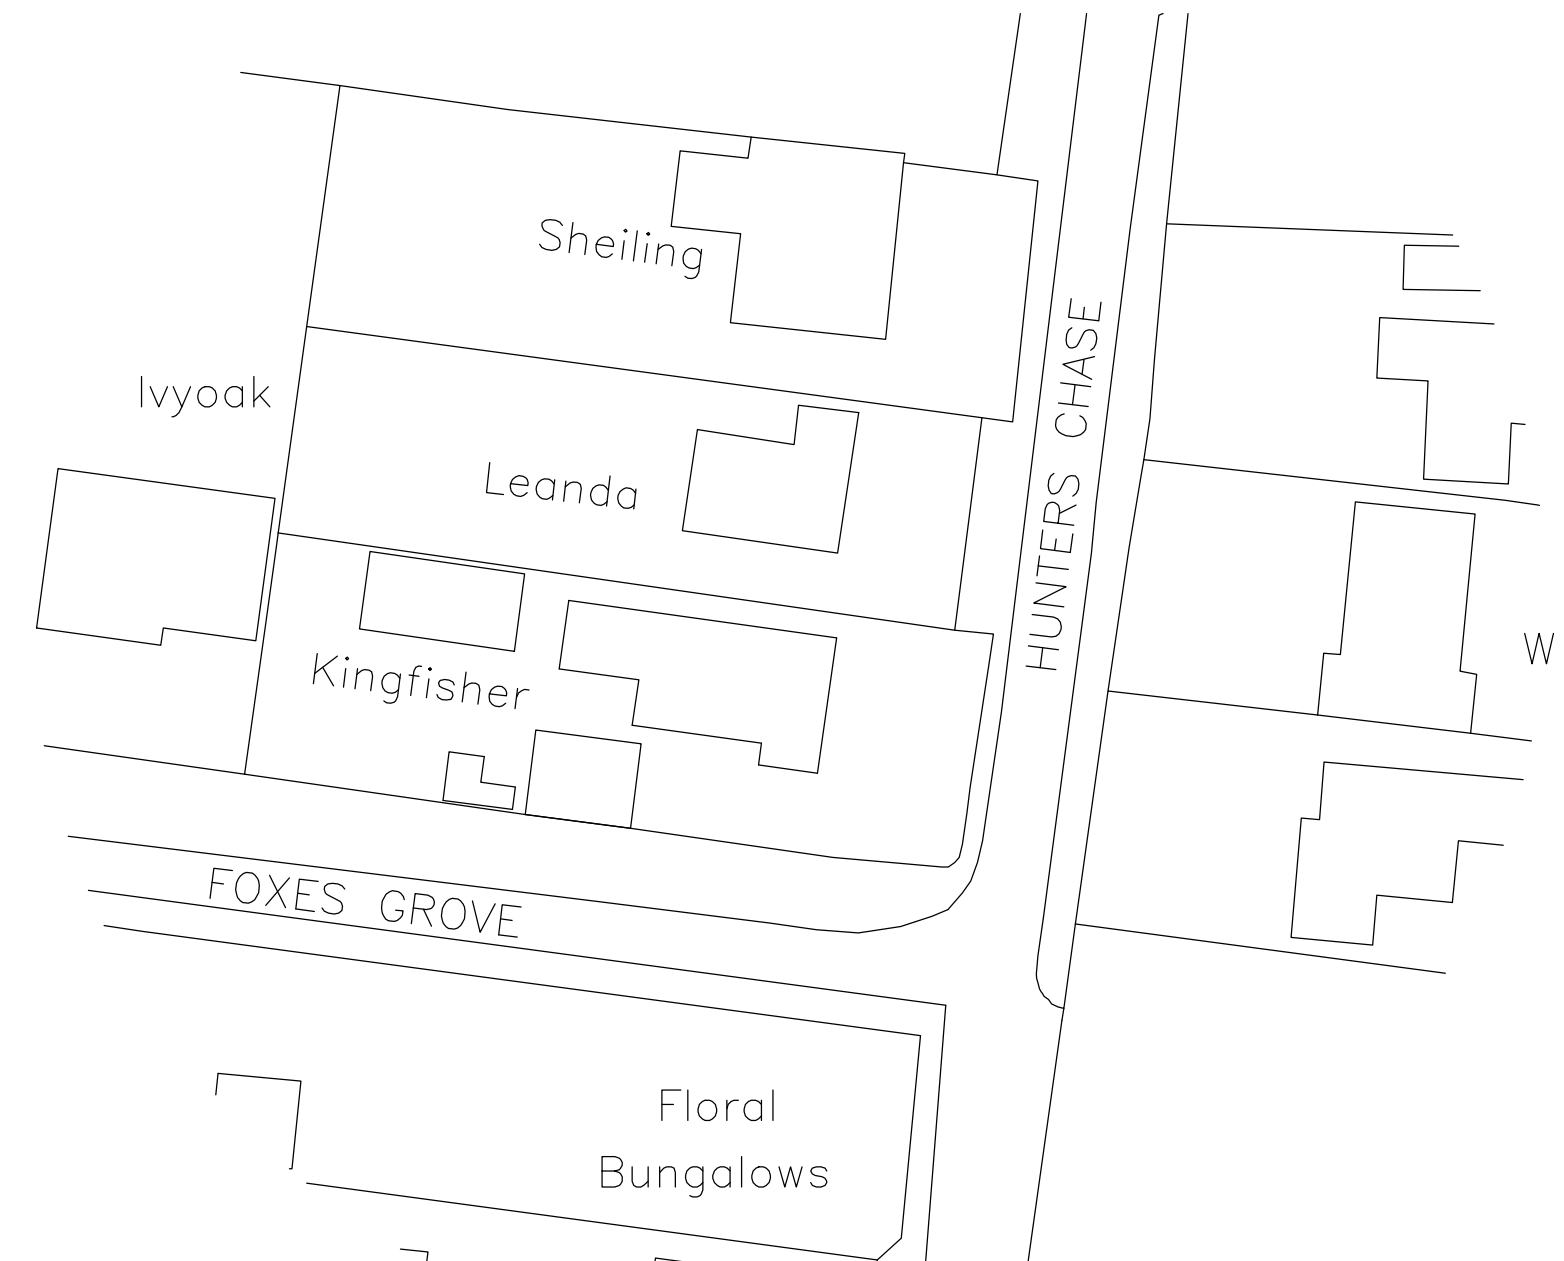 Sheiling
Ivyoak
HUNTERS CHASE
Leanda
W
Kingfisher
FOXES GROVE
Floral
Bungalows